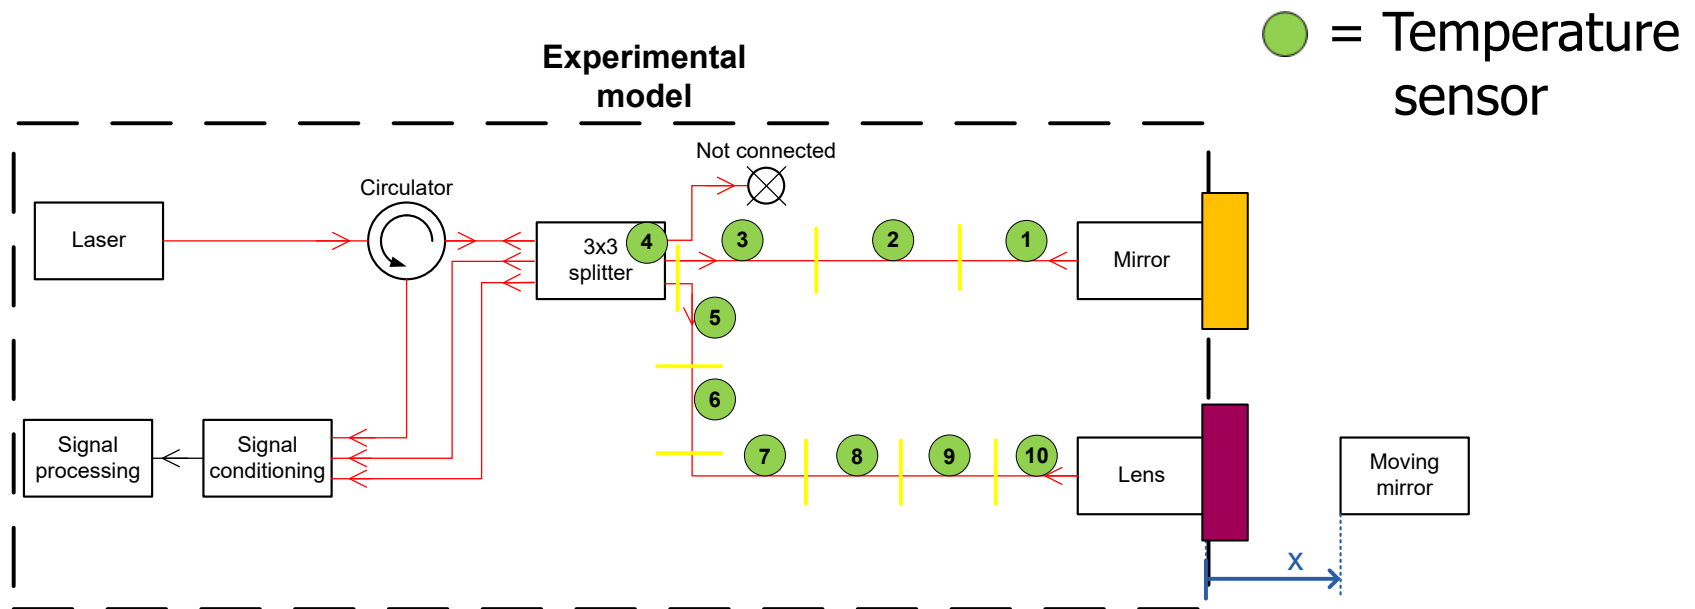 = Temperature
sensor
Experimental
model
Not connected
Circulator
Laser
3x3
splitter
4
3
2
1
Mirror
5
6
7
8
9
10
Lens
Moving
mirror
Signal
processing
Signal
conditioning
x